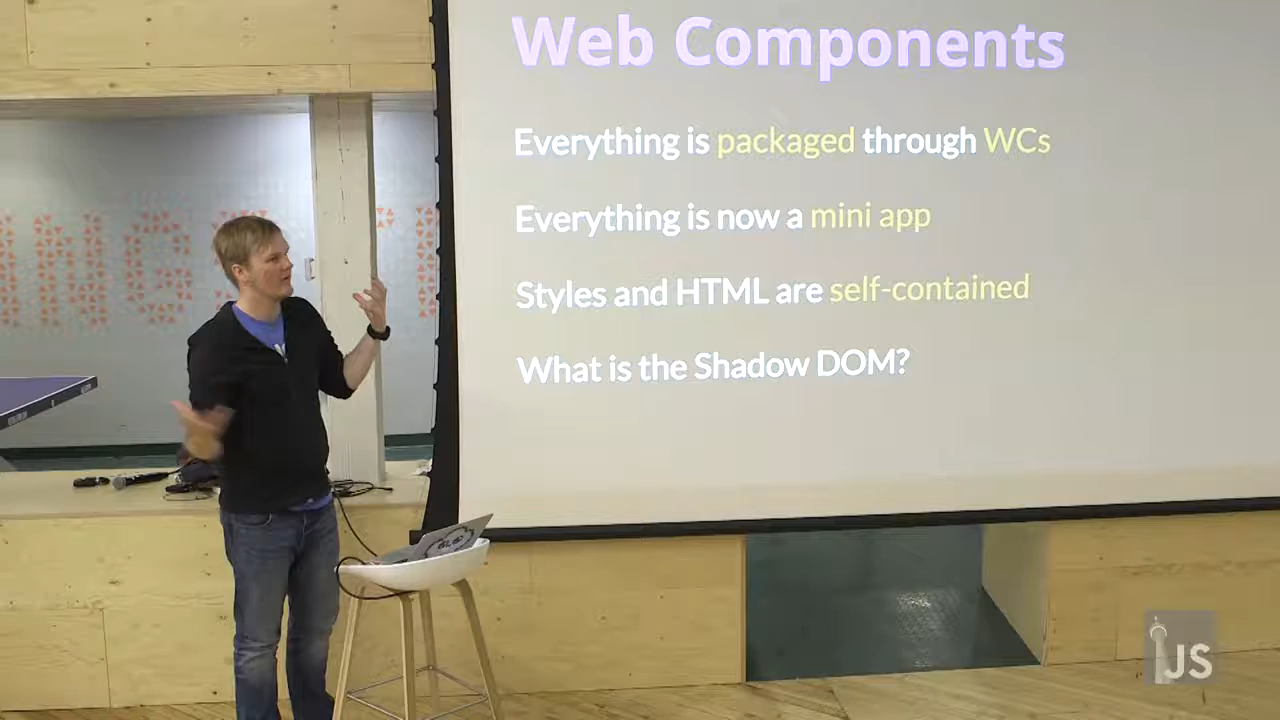 Web Components
Everything is packaged through WCs
Everything is now a mini app
Styles and HTML are self-contained
What is the Shadow DOM?
JS